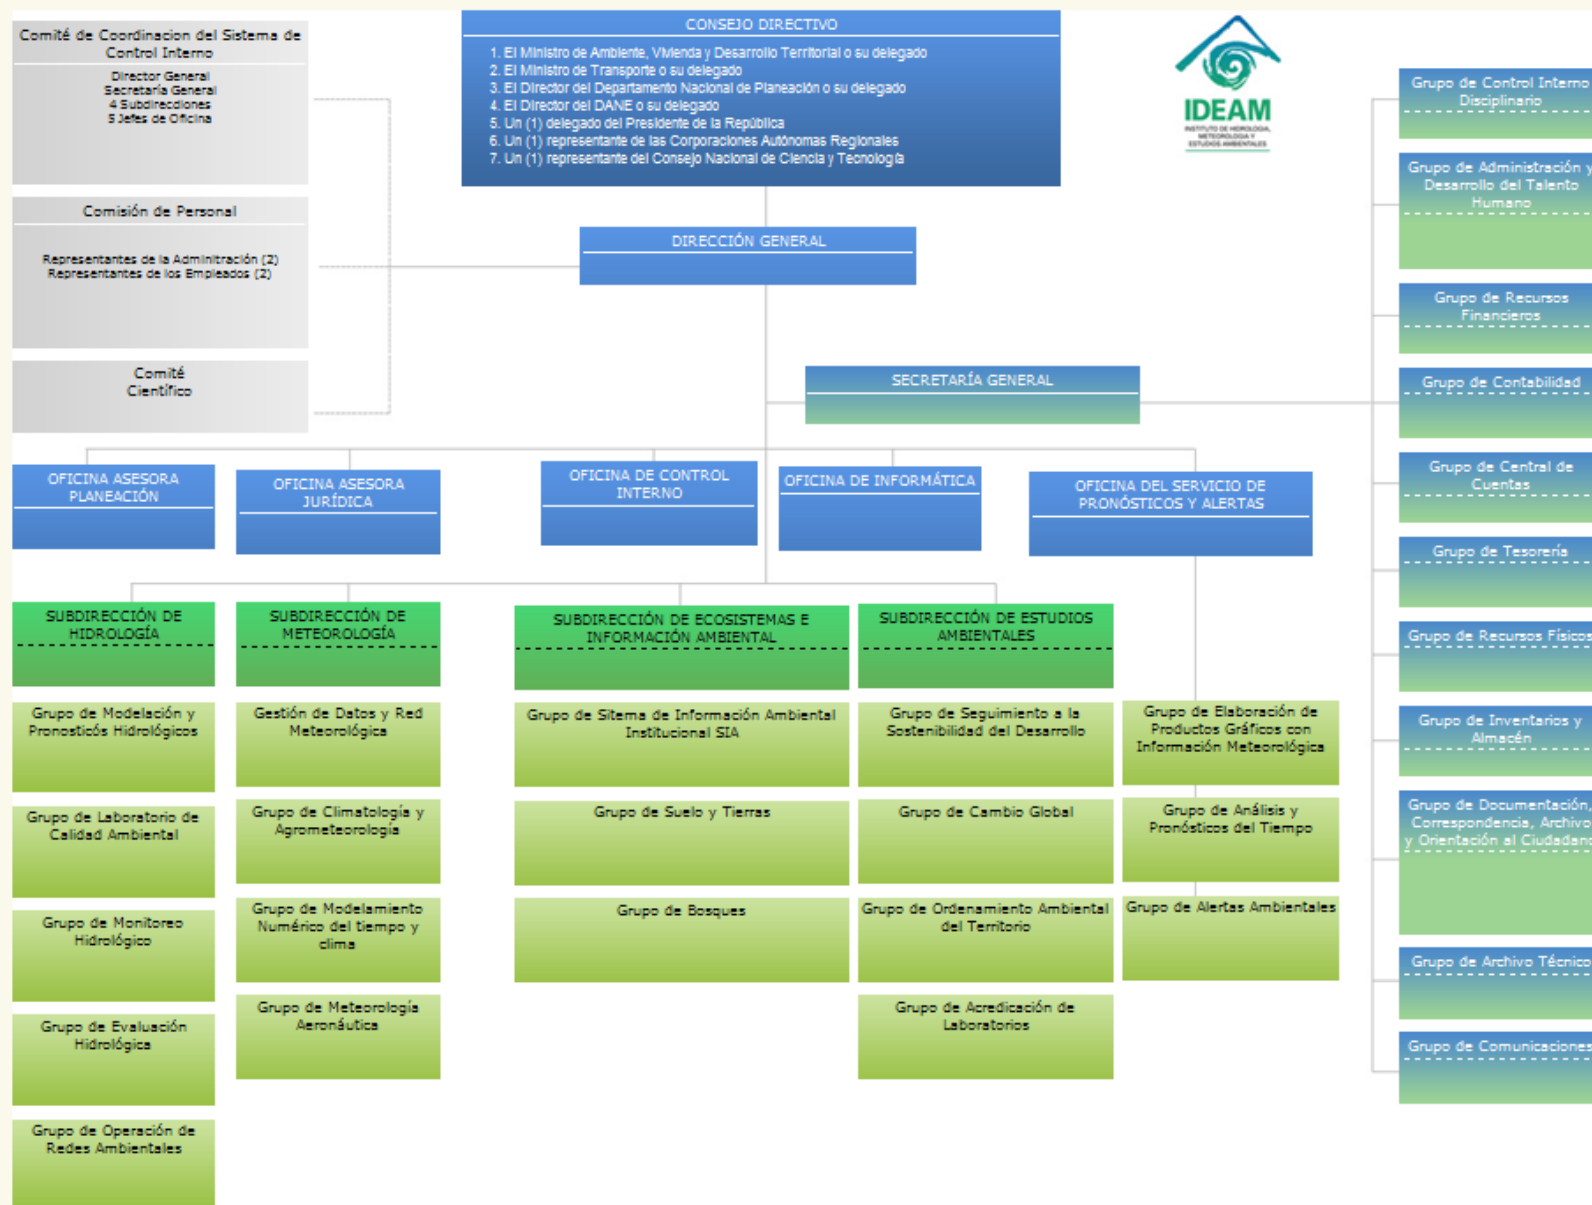 Comité de Coordinacion del Sistema de
Control Interno
Director General
Secretaría General
4 Subdirecciones
5 Jefes de Oficina
Comisión de Personal
Representantes de la Adminitración (2)
Representantes de los Empleados (2)
Comité
Científico
CONSEJO DIRECTIVO
1. El Ministro de Ambiente, Vivienda y Desarrollo Territorial o su delegado
2. El Ministro de Transporte o su delegado
3. El Director del Departamento Nacional de Planeación o su delegado
4. El Director del DANE o su delegado
5. Un (1) delegado del Presidente de la República
6. Un (1) representante de las Corporaciones Autónomas Regionales
7. Un (1) representante del Consejo Nacional de Ciencia y Tecnología
IDEAM
INSTITUTO DE HIDROLOGIA,
METEOROLOGIA Y
ESTUDIOS AMBIENTALES
DIRECCIÓN GENERAL
SECRETARÍA GENERAL
OFICINA ASESORA
PLANEACIÓN
OFICINA ASESORA
JURÍDICA
OFICINA DE CONTROL
INTERNO
OFICINA DE INFORMÁTICA
OFICINA DEL SERVICIO DE
PRONÓSTICOS Y ALERTAS
SUBDIRECCIÓN DE
HIDROLOGÍA
Grupo de Modelación y
Pronosticós Hidrológicos
Grupo de Laboratorio de
Calidad Ambiental
Grupo de Monitoreo
Hidrológico
Grupo de Evaluación
Hidrológica
Grupo de Operación de
Redes Ambientales
SUBDIRECCIÓN DE
METEOROLOGÍA
Gestión de Datos y Red
Meteorológica
Grupo de Climatología y
Agrometeorología
Grupo de Modelamiento
Numérico del tiempo y
clima
Grupo de Meteorología
Aeronáutica
SUBDIRECCIÓN DE ECOSISTEMAS E
INFORMACIÓN AMBIENTAL
Grupo de Sitema de Información Ambiental
Institucional SIA
Grupo de Suelo y Tierras
Grupo de Bosques
SUBDIRECCIÓN DE ESTUDIOS
AMBIENTALES
Grupo de Seguimiento a la
Sostenibilidad del Desarrollo
Grupo de Cambio Global
Grupo de Ordenamiento Ambiental
del Territorio
Grupo de Acredicación de
Laboratorios
Grupo de Elaboración de
Productos Gráficos con
Información Meteorológica
Grupo de Análisis y
Pronósticos del Tiempo
Grupo de Alertas Ambientales
Grupo de Control Interno
Disciplinario
Grupo de Administración y
Desarrollo del Talento
Humano
Grupo de Recursos
Financieros
Grupo de Contabilidad
Grupo de Central de
Cuentas
Grupo de Tesorería
Grupo de Recursos Físicos
Grupo de Inventarios y
Almacén
Grupo de Documentación,
Correspondencia, Archivo
y Orientación al Ciudadano
Grupo de Archivo Técnico
Grupo de Comunicaciones